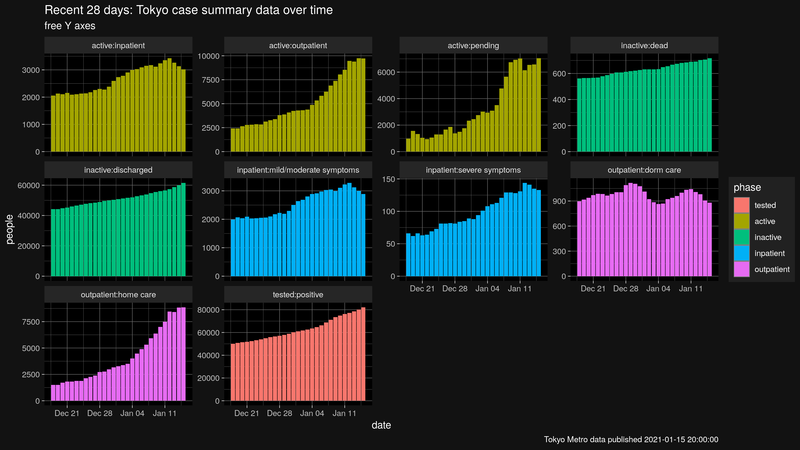 Recent 28 days: Tokyo case summary data over time
free Y axes
active:inpatient
active:outpatient
active:pending
inactive:dead
3000
2000
1000
0
10000
7500
5000
2500
0
6000
4000
2000
0
600
400
200
0
inactive:discharged
inpatient:mild/moderate symptoms
inpatient:severe symptoms
outpatient:dorm care
60000
40000
20000
0
3000
2000
1000
0
150
100
50
0
900
600
300
0
Dec 21 Dec 28 Jan 04 Jan 11
Dec 21 Dec 28 Jan 04 Jan 11
outpatient:home care
tested:positive
7500
5000
2500
0
80000
60000
40000
20000
0
Dec 21 Dec 28 Jan 04 Jan 11
Dec 21 Dec 28 Jan 04 Jan 11
people
date
phase
tested
active
inactive
inpatient
outpatient
Tokyo Metro data published 2021-01-15 20:00:00